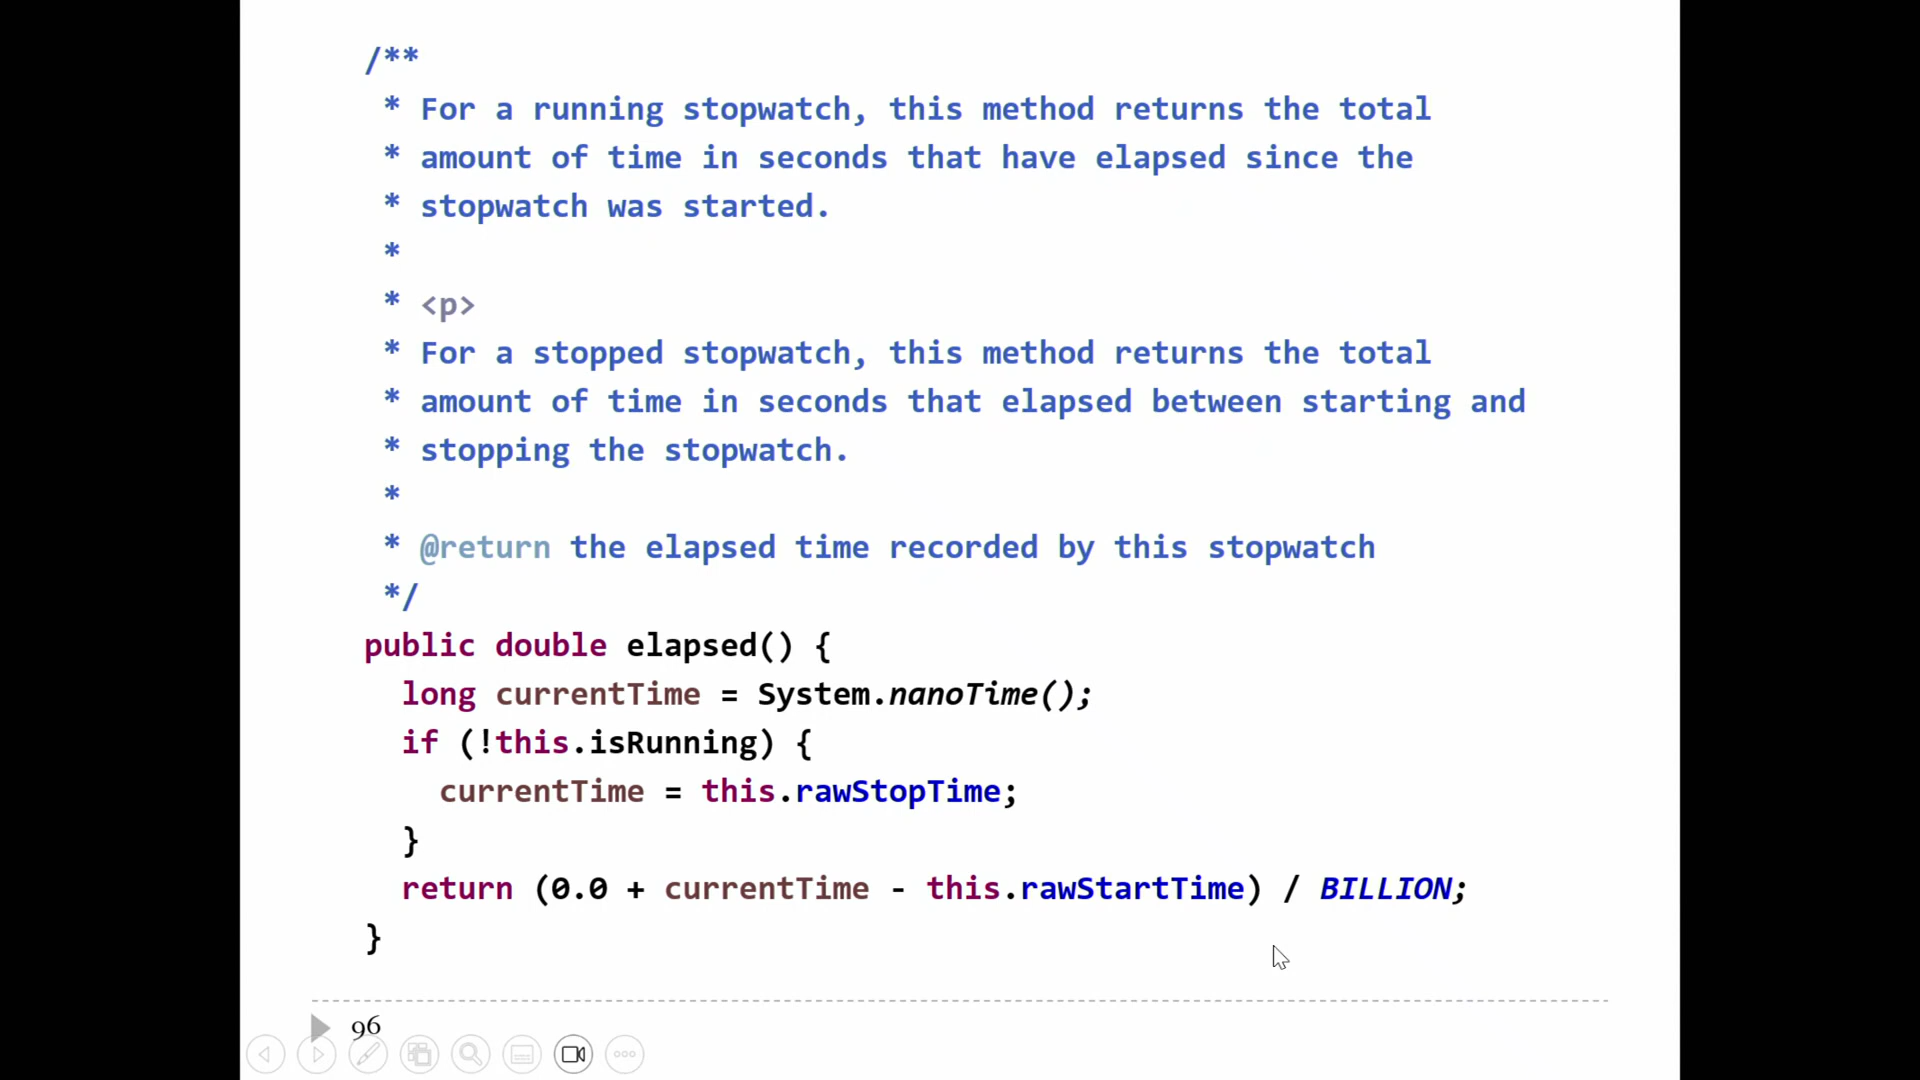 /**
 * For a running stopwatch, this method returns the total
 * amount of time in seconds that have elapsed since the
 * stopwatch was started.
 *
 * <p>
 * For a stopped stopwatch, this method returns the total
 * amount of time in seconds that elapsed between starting and
 * stopping the stopwatch.
 *
 * @return the elapsed time recorded by this stopwatch
 */
public double elapsed() {
  long currentTime = System.nanoTime();
  if (!this.isRunning) {
    currentTime = this.rawStopTime;
  }
  return (0.0 + currentTime - this.rawStartTime) / BILLION;
}
96